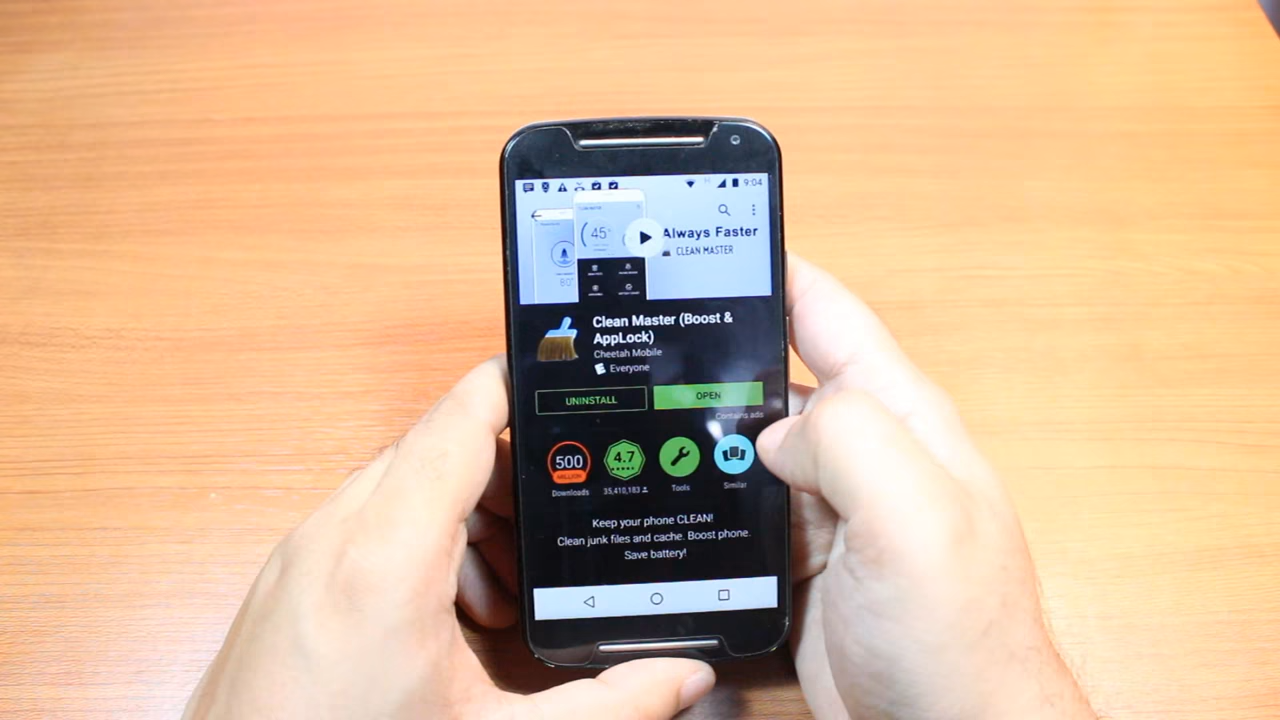 9:04
45°
80°
Always Faster
CLEAN MASTER
Clean Master (Boost &
AppLock)
Cheetah Mobile
E Everyone
UNINSTALL
OPEN
Contains ads
500
MILLION
4.7
Downloads
35,410,183
Tools
Similar
Keep your phone CLEAN!
Clean junk files and cache. Boost phone.
Save battery!